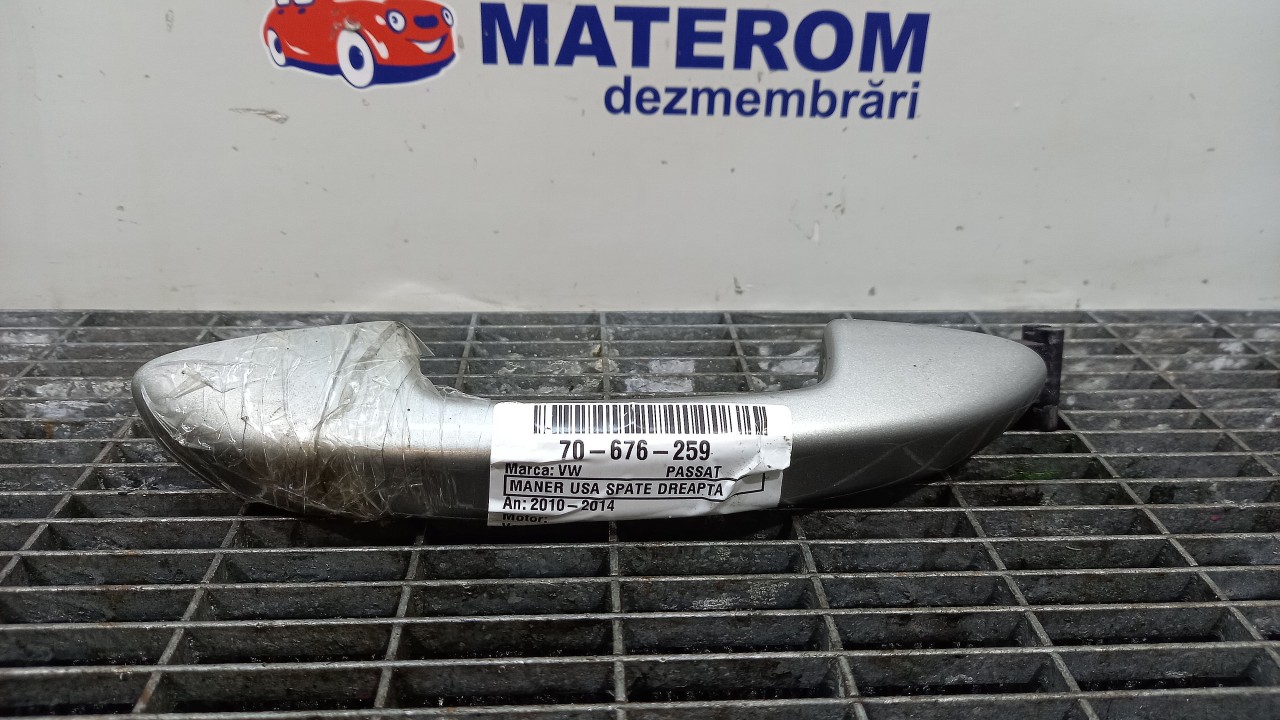 MATEROM
dezmembrări
70-676-259
Marca: VW PASSAT
MANER USA SPATE DREAPTA
An: 2010-2014
Motor: